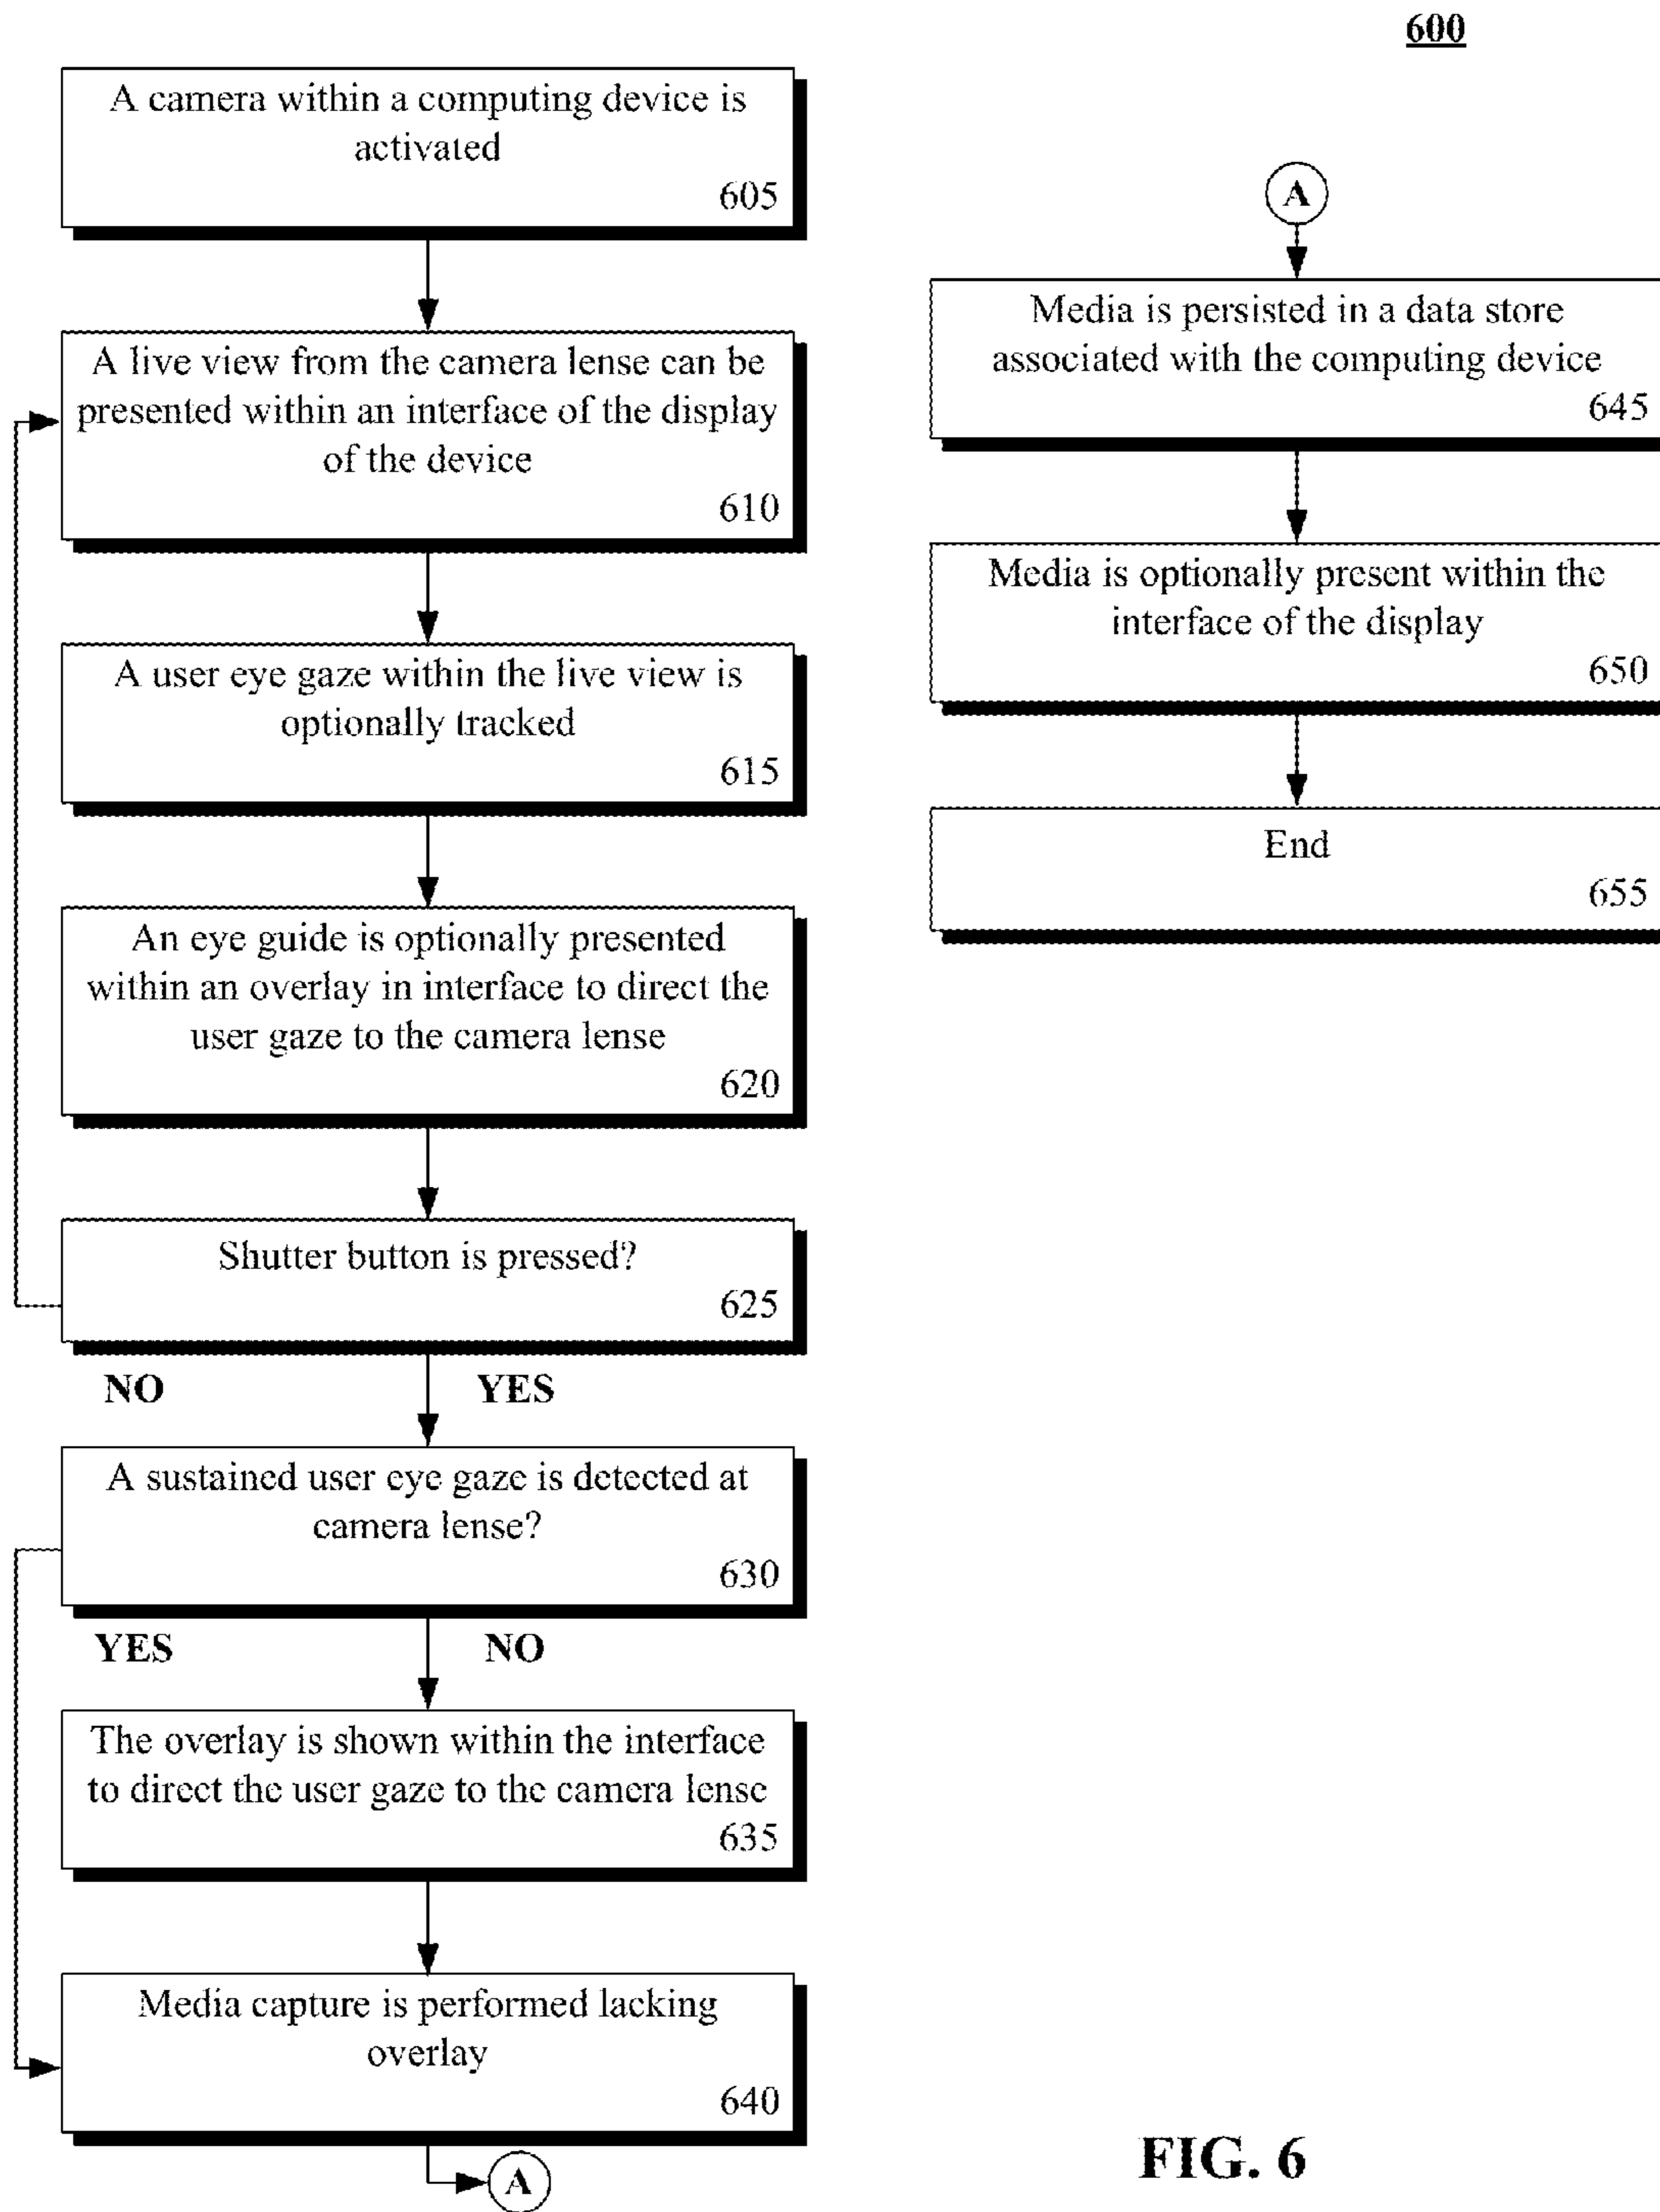 600
A camera within a computing device is
activated
605
A live view from the camera lense can be
presented within an interface of the display
of the device
610
A user eye gaze within the live view is
optionally tracked
615
An eye guide is optionally presented
within an overlay in interface to direct the
user gaze to the camera lense
620
Shutter button is pressed?
625
NO
YES
A sustained user eye gaze is detected at
camera lense?
630
YES
NO
The overlay is shown within the interface
to direct the user gaze to the camera lense
635
Media capture is performed lacking
overlay
640
A
A
Media is persisted in a data store
associated with the computing device
645
Media is optionally present within the
interface of the display
650
End
655
FIG. 6